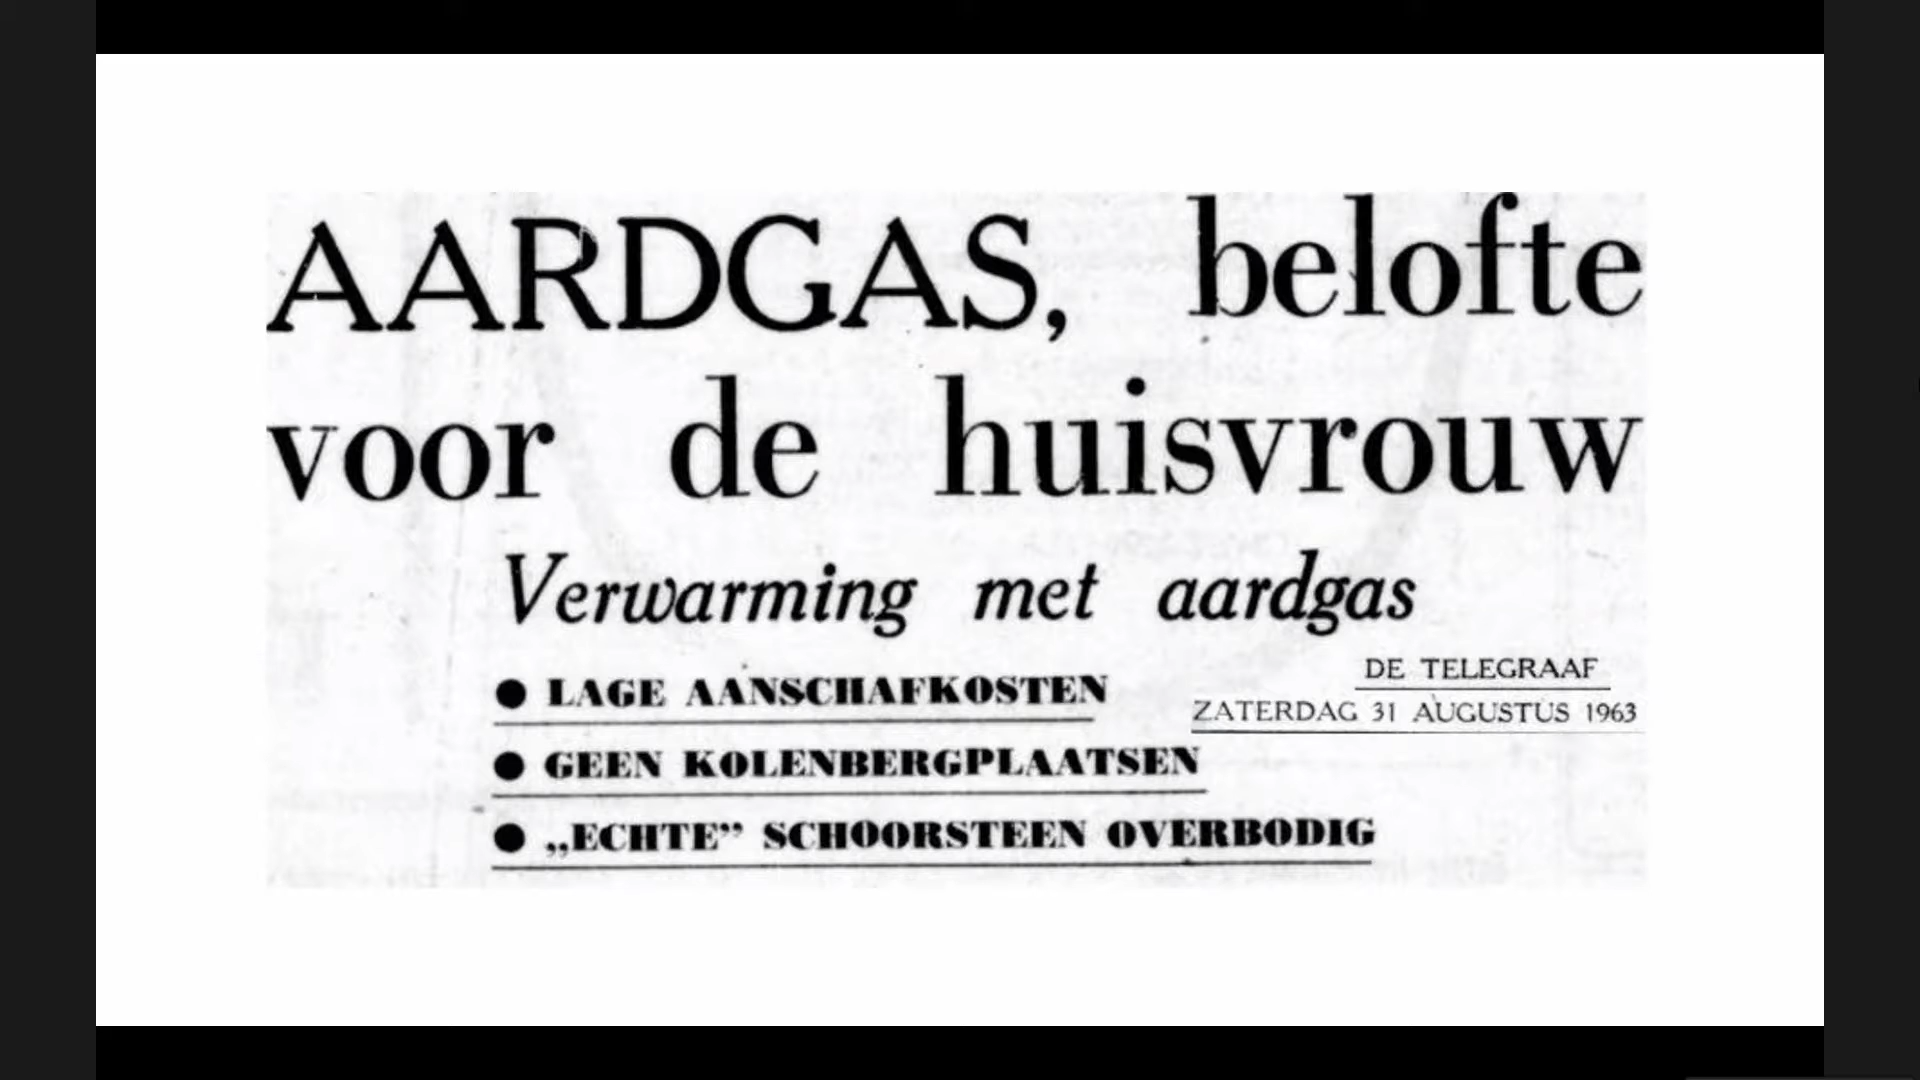 AARDGAS, belofte
voor de huisvrouw
Verwarming met aardgas
● LAGE AANSCHAFKOSTEN
DE TELEGRAAF
ZATERDAG 31 AUGUSTUS 1963
● GEEN KOLENBERGPLAATSEN
● „ECHTE” SCHOORSTEEN OVERBODIG